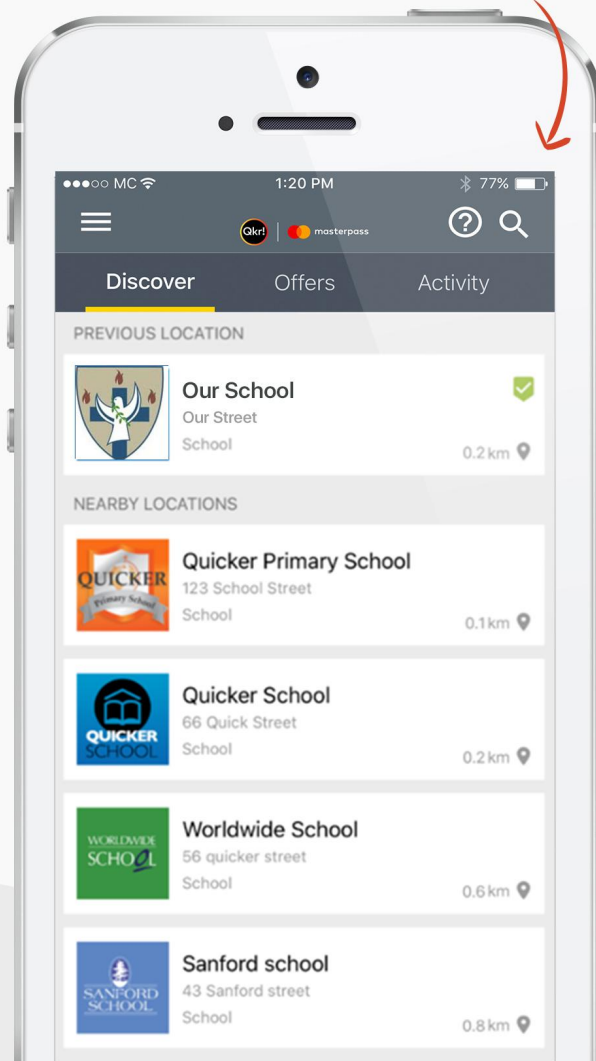 MC
1:20 PM
77%
Qkr!
masterpass
Discover
Offers
Activity
PREVIOUS LOCATION
Our School
Our Street
School
0.2 km
NEARBY LOCATIONS
QUICKER
Primary School
Quicker Primary School
123 School Street
School
0.1 km
QUICKER
SCHOOL
Quicker School
66 Quick Street
School
0.2 km
WORLDWIDE
SCHOOL
Worldwide School
56 quicker street
School
0.6 km
SANFORD
SCHOOL
Sanford school
43 Sanford street
School
0.8 km